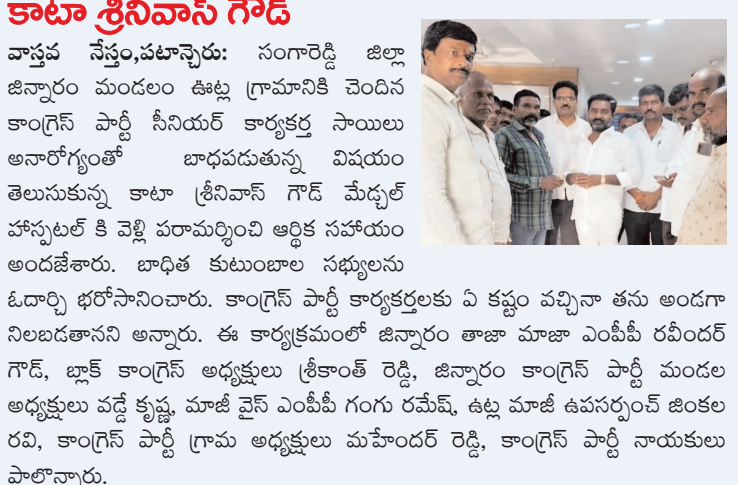 కాటా శ్రీనివాస్ గౌడ్
వాస్తవ నేస్తం,పటాన్చెరు: సంగారెడ్డి జిల్లా
జిన్నారం మండలం ఊట్ల గ్రామానికి చెందిన
కాంగ్రెస్ పార్టీ సీనియర్ కార్యకర్త సాయిలు
అనారోగ్యంతో బాధపడుతున్న విషయం
తెలుసుకున్న కాటా శ్రీనివాస్ గౌడ్ మేడ్చల్
హాస్పటల్ కి వెళ్లి పరామర్శించి ఆర్థిక సహాయం
అందజేశారు. బాధిత కుటుంబాల సభ్యులను
ఓదార్చి భరోసానించారు. కాంగ్రెస్ పార్టీ కార్యకర్తలకు ఏ కష్టం వచ్చినా తను అండగా
నిలబడతానని అన్నారు. ఈ కార్యక్రమంలో జిన్నారం తాజా మాజా ఎంపీపీ రవీందర్
గౌడ్, బ్లాక్ కాంగ్రెస్ అధ్యక్షులు శ్రీకాంత్ రెడ్డి, జిన్నారం కాంగ్రెస్ పార్టీ మండల
అధ్యక్షులు వడ్డే కృష్ణ, మాజీ వైస్ ఎంపీపీ గంగు రమేష్, ఉట్ల మాజీ ఉపసర్పంచ్ జింకల
రవి, కాంగ్రెస్ పార్టీ గ్రామ అధ్యక్షులు మహేందర్ రెడ్డి, కాంగ్రెస్ పార్టీ నాయకులు
పాల్గొన్నారు.